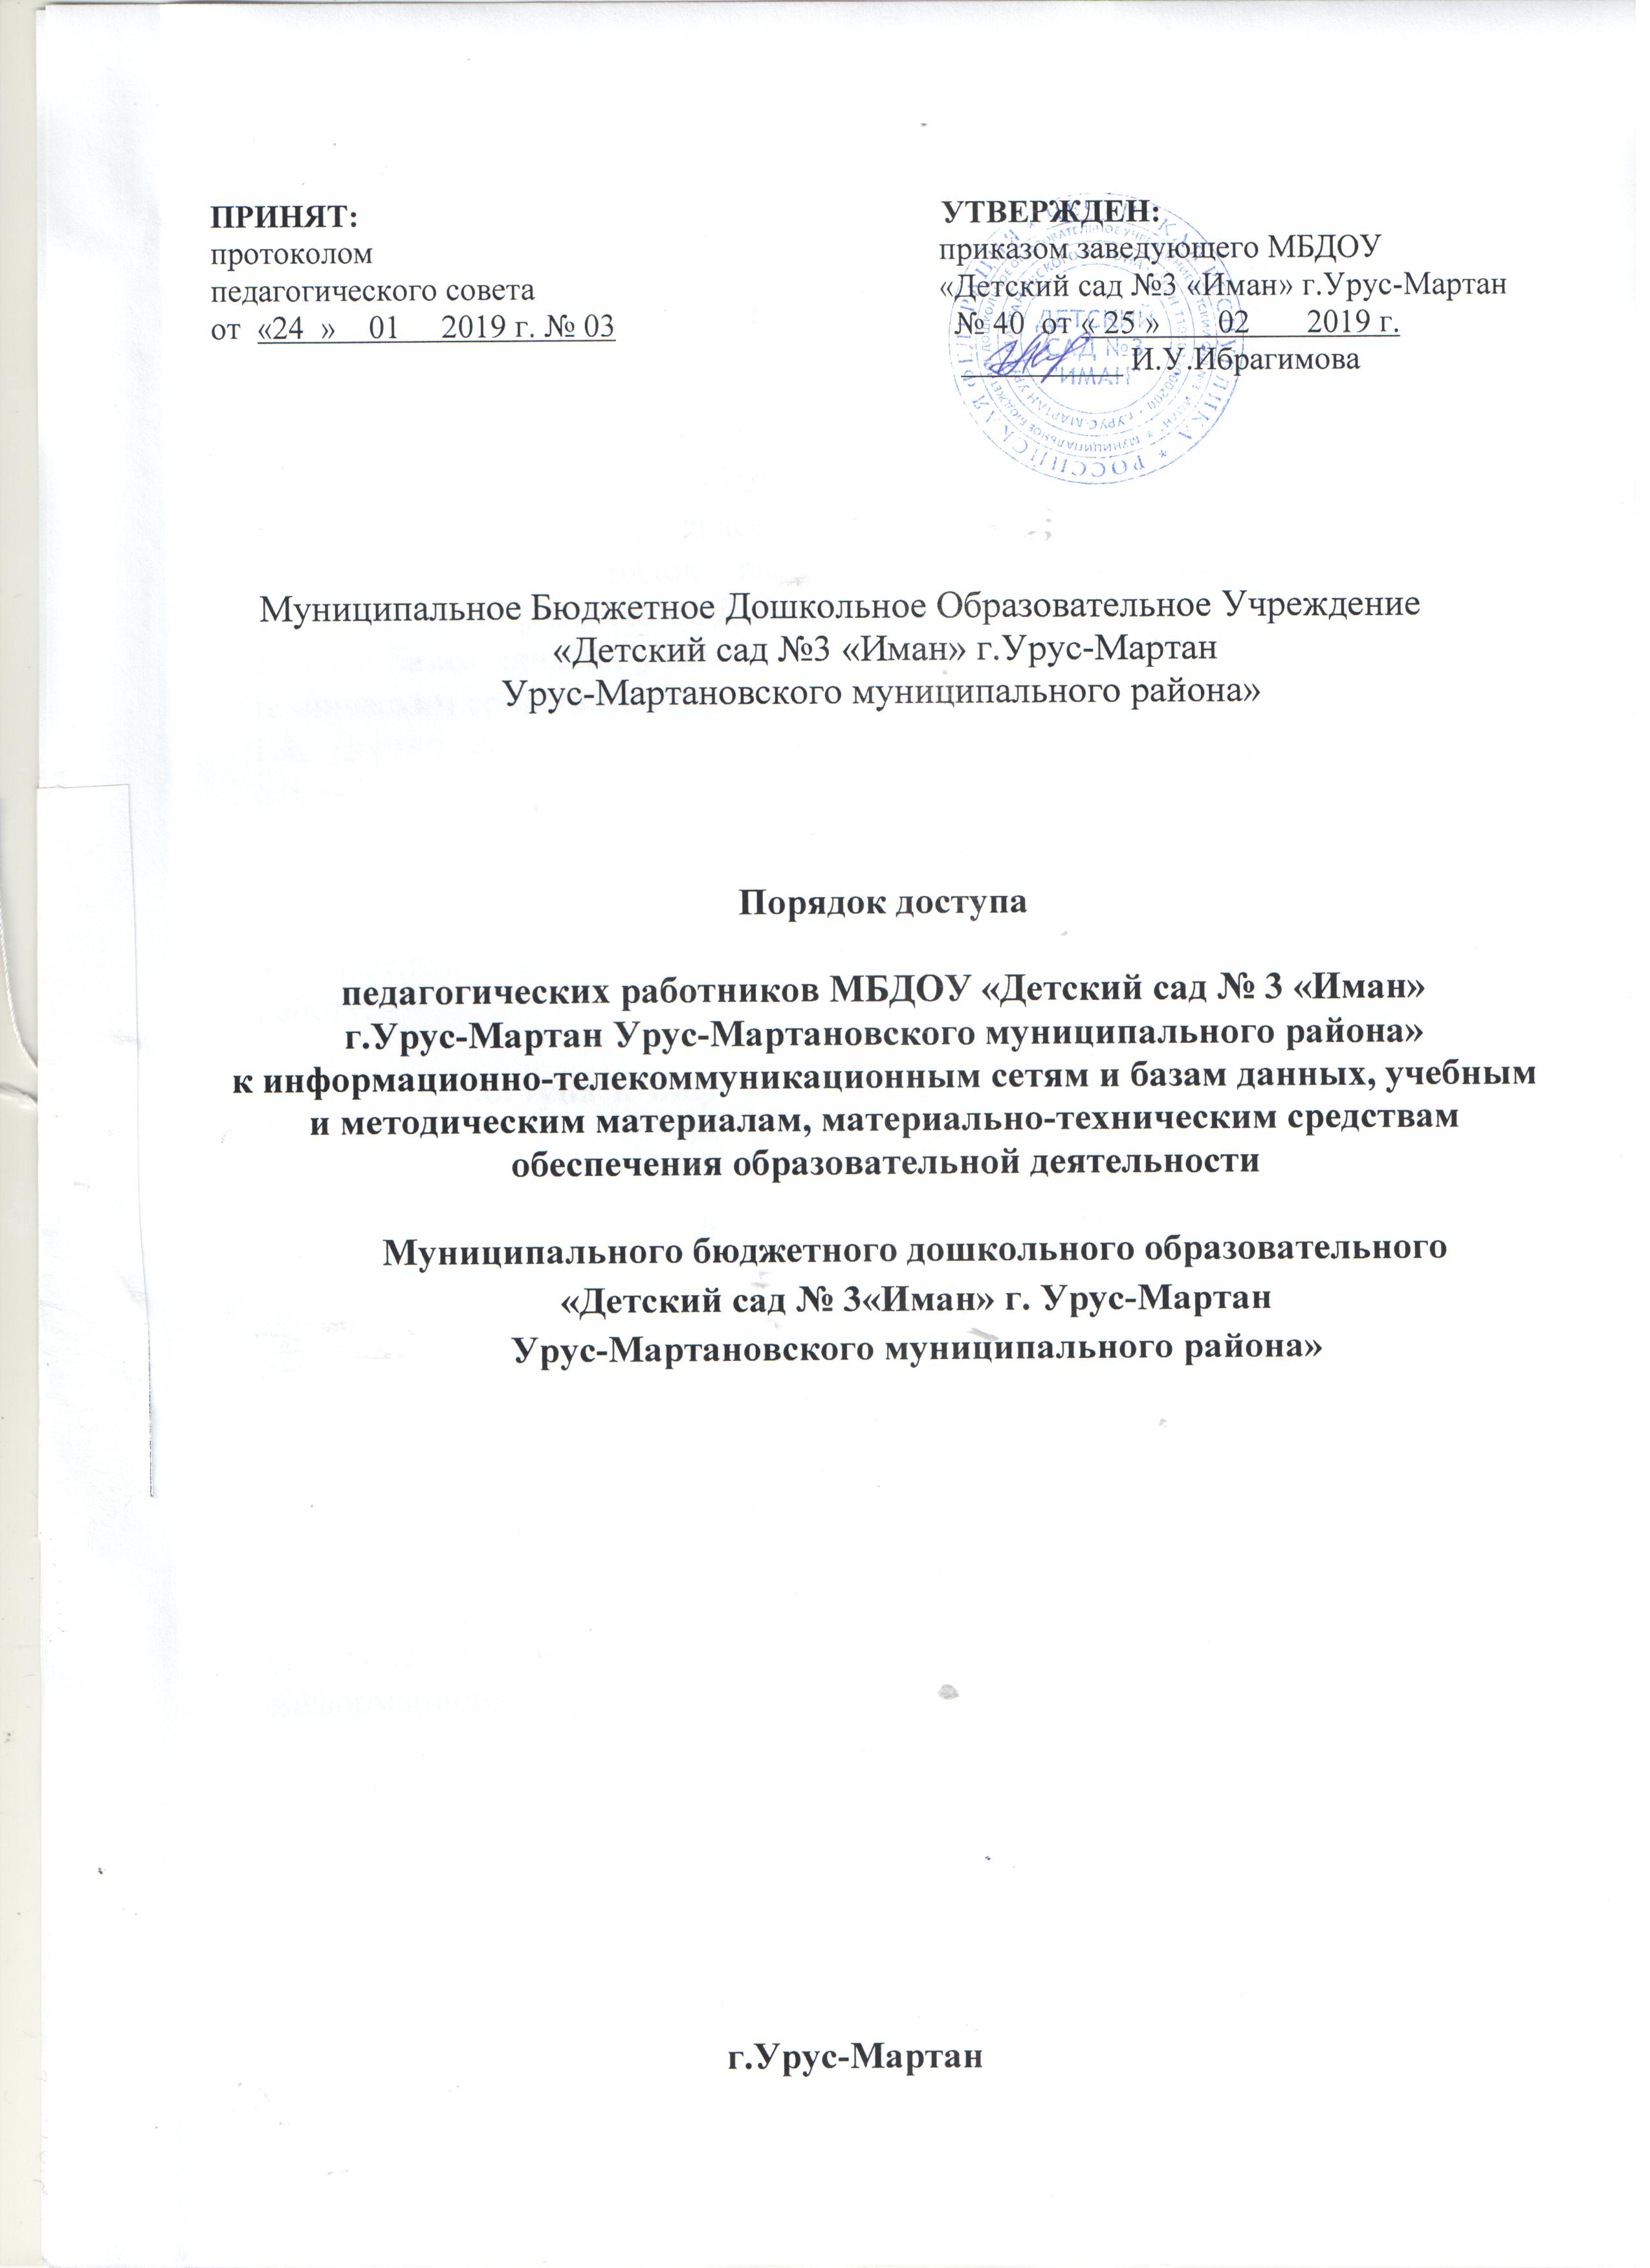 ПРИНЯТ:
протоколом
педагогического совета
от «24 » 01 2019 г. № 03
УТВЕРЖДЕН:
приказом заведующего МБДОУ
«Детский сад №3 «Иман» г.Урус-Мартан
№ 40 от « 25 » 02 2019 г.
И.У.Ибрагимова
ДЕТСКИЙ
САД №3
"ИМАН"
Муниципальное Бюджетное Дошкольное Образовательное Учреждение
«Детский сад №3 «Иман» г.Урус-Мартан
Урус-Мартановского муниципального района»
Порядок доступа
педагогических работников МБДОУ «Детский сад № 3 «Иман»
г.Урус-Мартан Урус-Мартановского муниципального района»
к информационно-телекоммуникационным сетям и базам данных, учебным
и методическим материалам, материально-техническим средствам
обеспечения образовательной деятельности
Муниципального бюджетного дошкольного образовательного
«Детский сад № 3«Иман» г. Урус-Мартан
Урус-Мартановского муниципального района»
г.Урус-Мартан